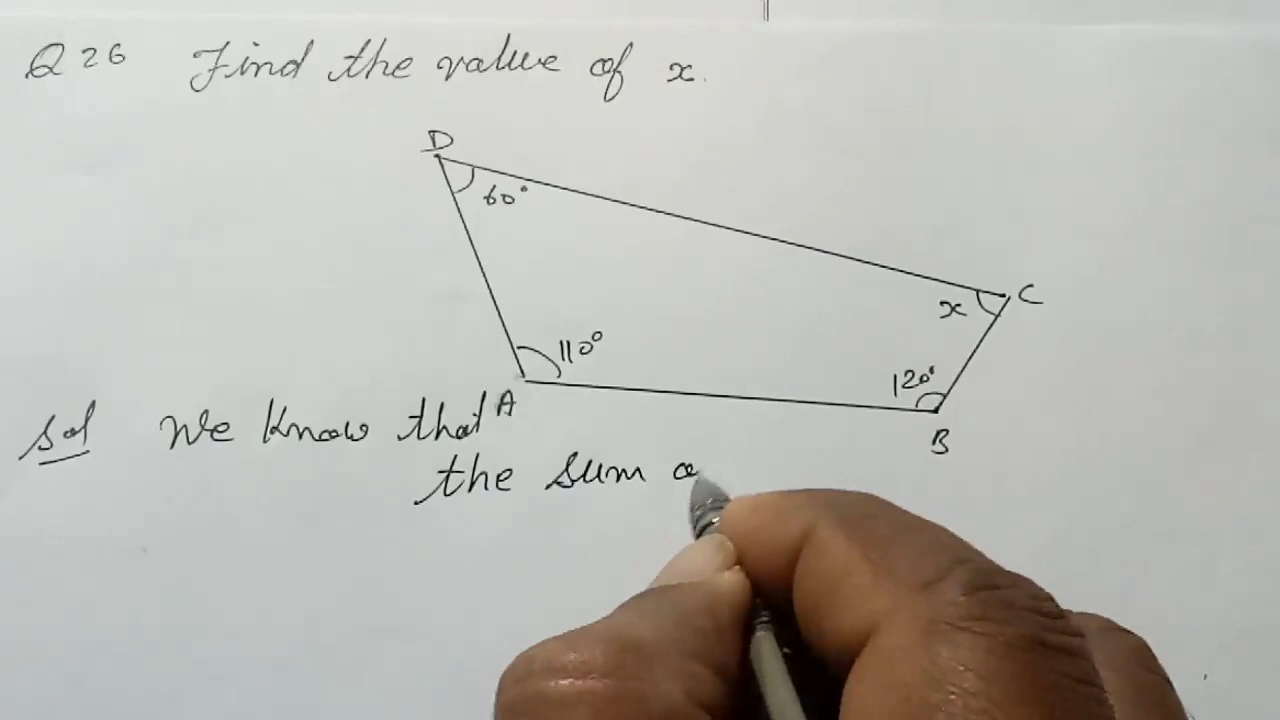 Q 26 Find the value of x.
D
60°
C
x
110°
120°
A
B
Sol We know that
the sum